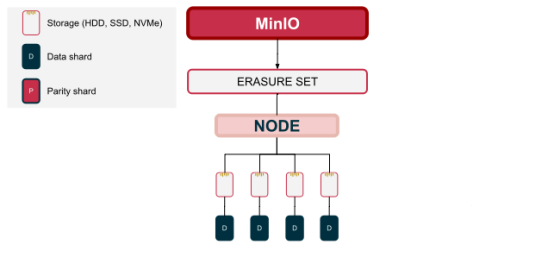 Storage (HDD, SSD, NVMe)
D
Data shard
P
Parity shard
MinIO
ERASURE SET
NODE
D
D
D
D